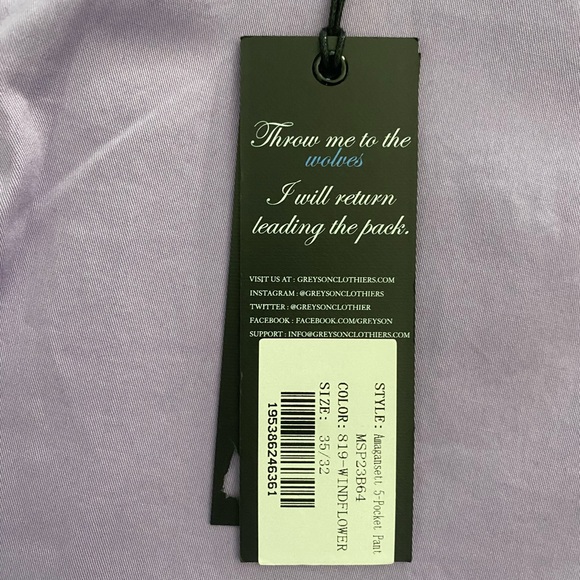 Throw me to the
wolves
I will return
leading the pack.
VISIT US AT : GREYSONCLOTHIERS.COM
INSTAGRAM : @GREYSONCLOTHIERS
TWITTER : @GREYSONCLOTHIER
FACEBOOK : FACEBOOK.COM/GREYSON
SUPPORT : INFO@GREYSONCLOTHIERS.COM
STYLE: Amagansett 5-Pocket Pant
MSP23B64
COLOR: 819-WINDFLOWER
SIZE: 35/32
195386246361